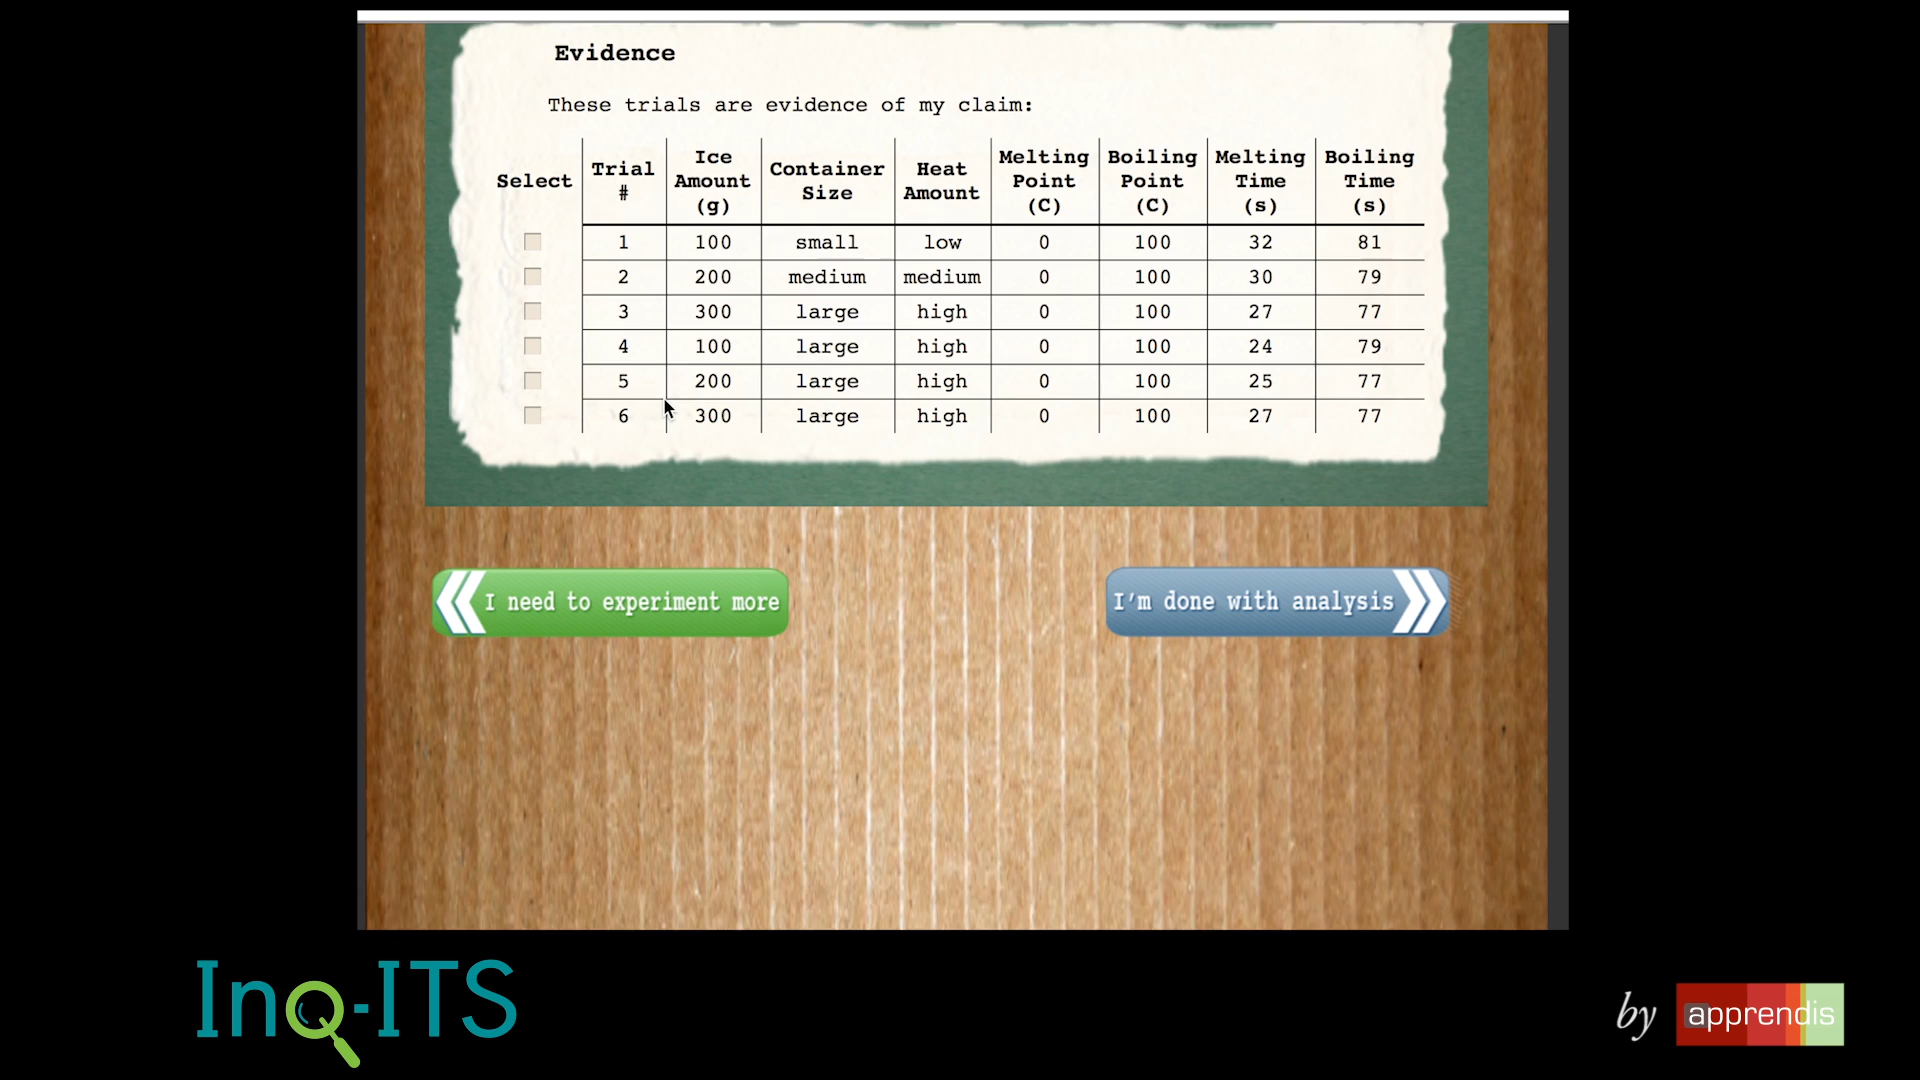 Evidence
These trials are evidence of my claim:
Select Trial # Ice Amount (g) Container Size Heat Amount Melting Point (C) Boiling Point (C) Melting Time (s) Boiling Time (s)
1 100 small low 0 100 32 81
2 200 medium medium 0 100 30 79
3 300 large high 0 100 27 77
4 100 large high 0 100 24 79
5 200 large high 0 100 25 77
6 300 large high 0 100 27 77
I need to experiment more
I'm done with analysis
InQ-ITS
by apprendis